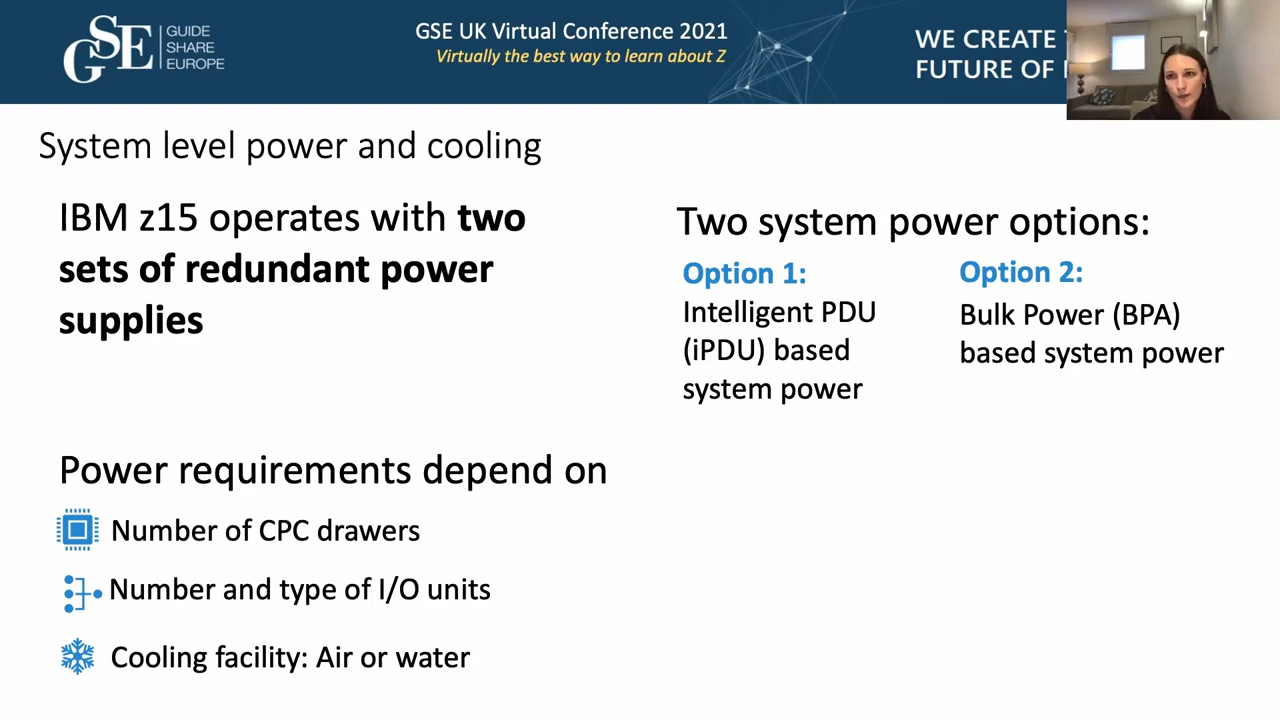 GSE
GUIDE
SHARE
EUROPE
GSE UK Virtual Conference 2021
Virtually the best way to learn about Z
WE CREATE
FUTURE OF
System level power and cooling
IBM z15 operates with two
sets of redundant power
supplies
Two system power options:
Option 1:
Intelligent PDU
(iPDU) based
system power
Option 2:
Bulk Power (BPA)
based system power
Power requirements depend on
Number of CPC drawers
Number and type of I/O units
Cooling facility: Air or water